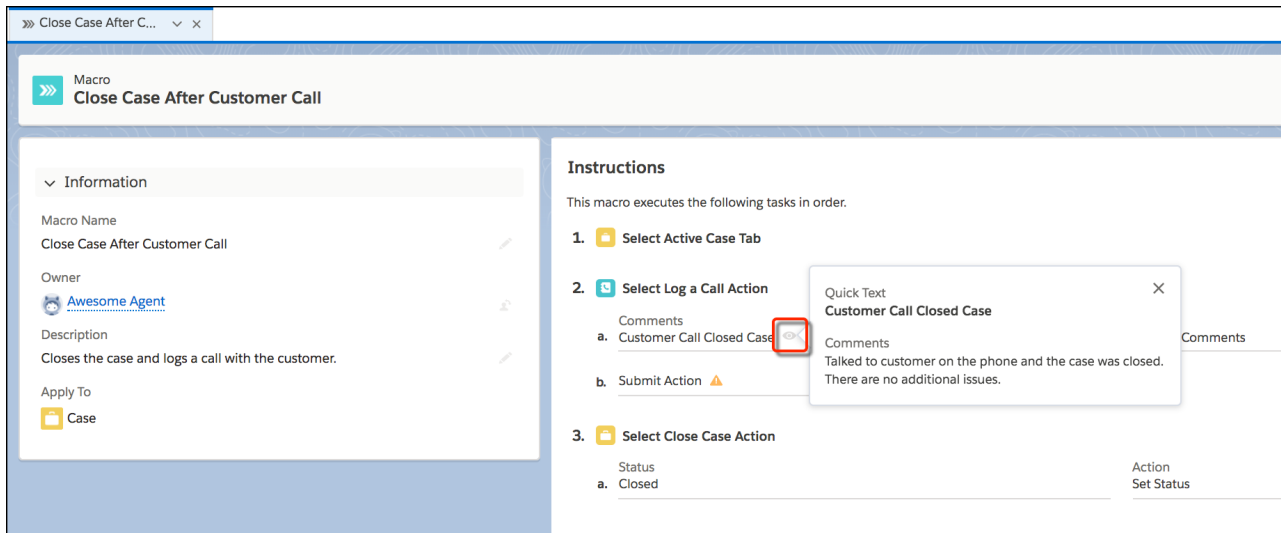 Close Case After C...
Macro
Close Case After Customer Call
Information
Macro Name
Close Case After Customer Call
Owner
Awesome Agent
Description
Closes the case and logs a call with the customer.
Apply To
Case
Instructions
This macro executes the following tasks in order.
1. Select Active Case Tab
2. Select Log a Call Action
Comments
a. Customer Call Closed Case
Comments
b. Submit Action
Quick Text
Customer Call Closed Case
Comments
Talked to customer on the phone and the case was closed.
There are no additional issues.
3. Select Close Case Action
Status
a. Closed
Action
Set Status